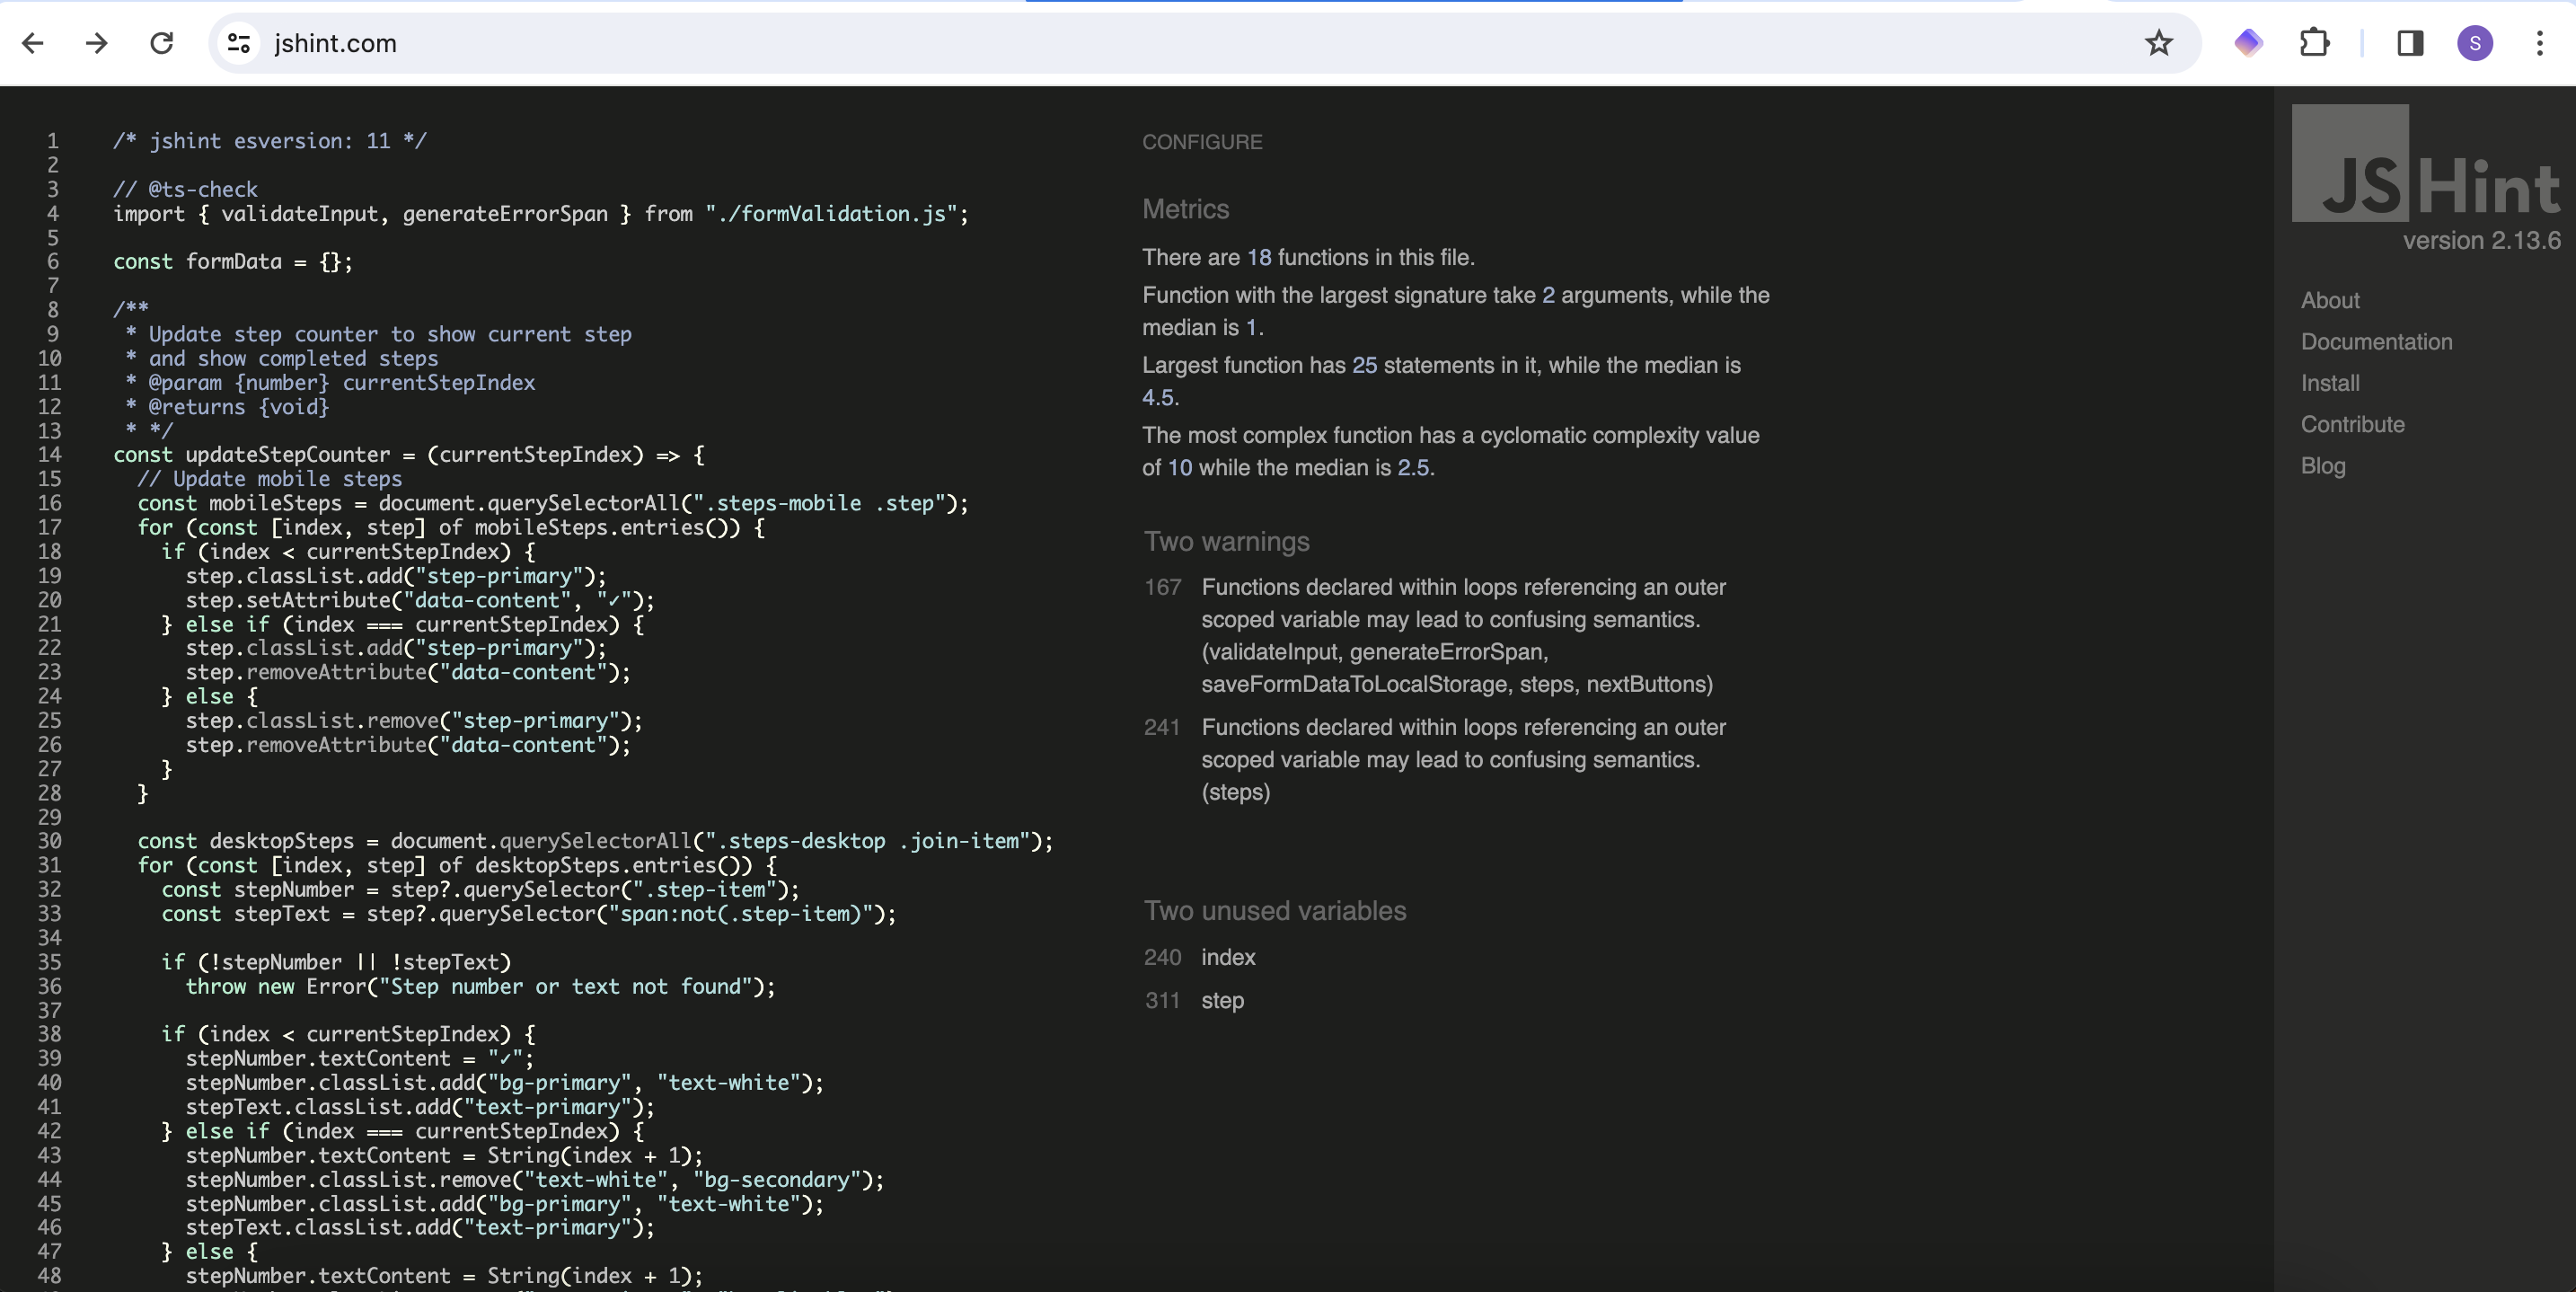 jshint.com
S
1 /* jshint esversion: 11 */
2
3 // @ts-check
4 import { validateInput, generateErrorSpan } from "./formValidation.js";
5
6 const formData = {};
7
8 /**
9 * Update step counter to show current step
10 * and show completed steps
11 * @param {number} currentStepIndex
12 * @returns {void}
13 * */
14 const updateStepCounter = (currentStepIndex) => {
15 // Update mobile steps
16 const mobileSteps = document.querySelectorAll(".steps-mobile .step");
17 for (const [index, step] of mobileSteps.entries()) {
18 if (index < currentStepIndex) {
19 step.classList.add("step-primary");
20 step.setAttribute("data-content", "✓");
21 } else if (index === currentStepIndex) {
22 step.classList.add("step-primary");
23 step.removeAttribute("data-content");
24 } else {
25 step.classList.remove("step-primary");
26 step.removeAttribute("data-content");
27 }
28 }
29
30 const desktopSteps = document.querySelectorAll(".steps-desktop .join-item");
31 for (const [index, step] of desktopSteps.entries()) {
32 const stepNumber = step?.querySelector(".step-item");
33 const stepText = step?.querySelector("span:not(.step-item)");
34
35 if (!stepNumber || !stepText)
36 throw new Error("Step number or text not found");
37
38 if (index < currentStepIndex) {
39 stepNumber.textContent = "✓";
40 stepNumber.classList.add("bg-primary", "text-white");
41 stepText.classList.add("text-primary");
42 } else if (index === currentStepIndex) {
43 stepNumber.textContent = String(index + 1);
44 stepNumber.classList.remove("text-white", "bg-secondary");
45 stepNumber.classList.add("bg-primary", "text-white");
46 stepText.classList.add("text-primary");
47 } else {
48 stepNumber.textContent = String(index + 1);
CONFIGURE
Metrics
There are 18 functions in this file.
Function with the largest signature take 2 arguments, while the
median is 1.
Largest function has 25 statements in it, while the median is
4.5.
The most complex function has a cyclomatic complexity value
of 10 while the median is 2.5.
Two warnings
167 Functions declared within loops referencing an outer
scoped variable may lead to confusing semantics.
(validateInput, generateErrorSpan,
saveFormDataToLocalStorage, steps, nextButtons)
241 Functions declared within loops referencing an outer
scoped variable may lead to confusing semantics.
(steps)
Two unused variables
240 index
311 step
JSHint
version 2.13.6
About
Documentation
Install
Contribute
Blog